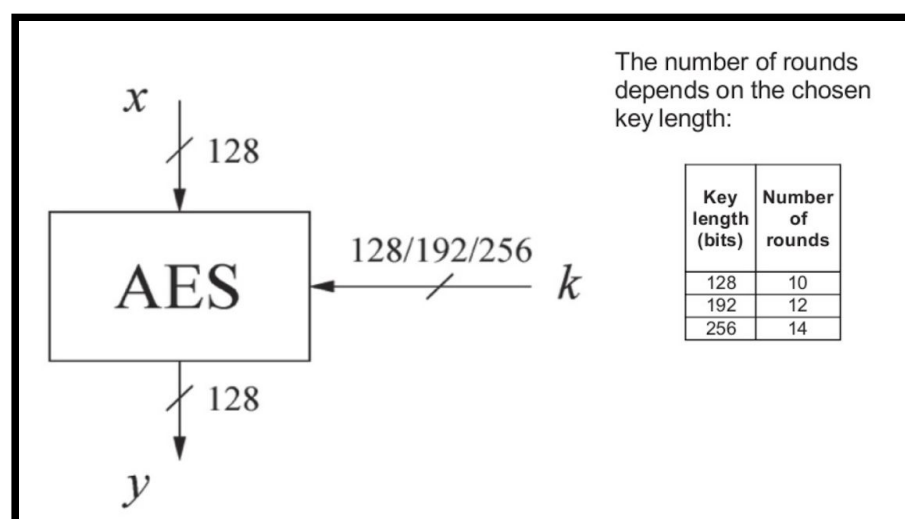 x
128
AES
128/192/256
k
128
y
The number of rounds
depends on the chosen
key length:
Key
length
(bits)
Number
of
rounds
128 10
192 12
256 14